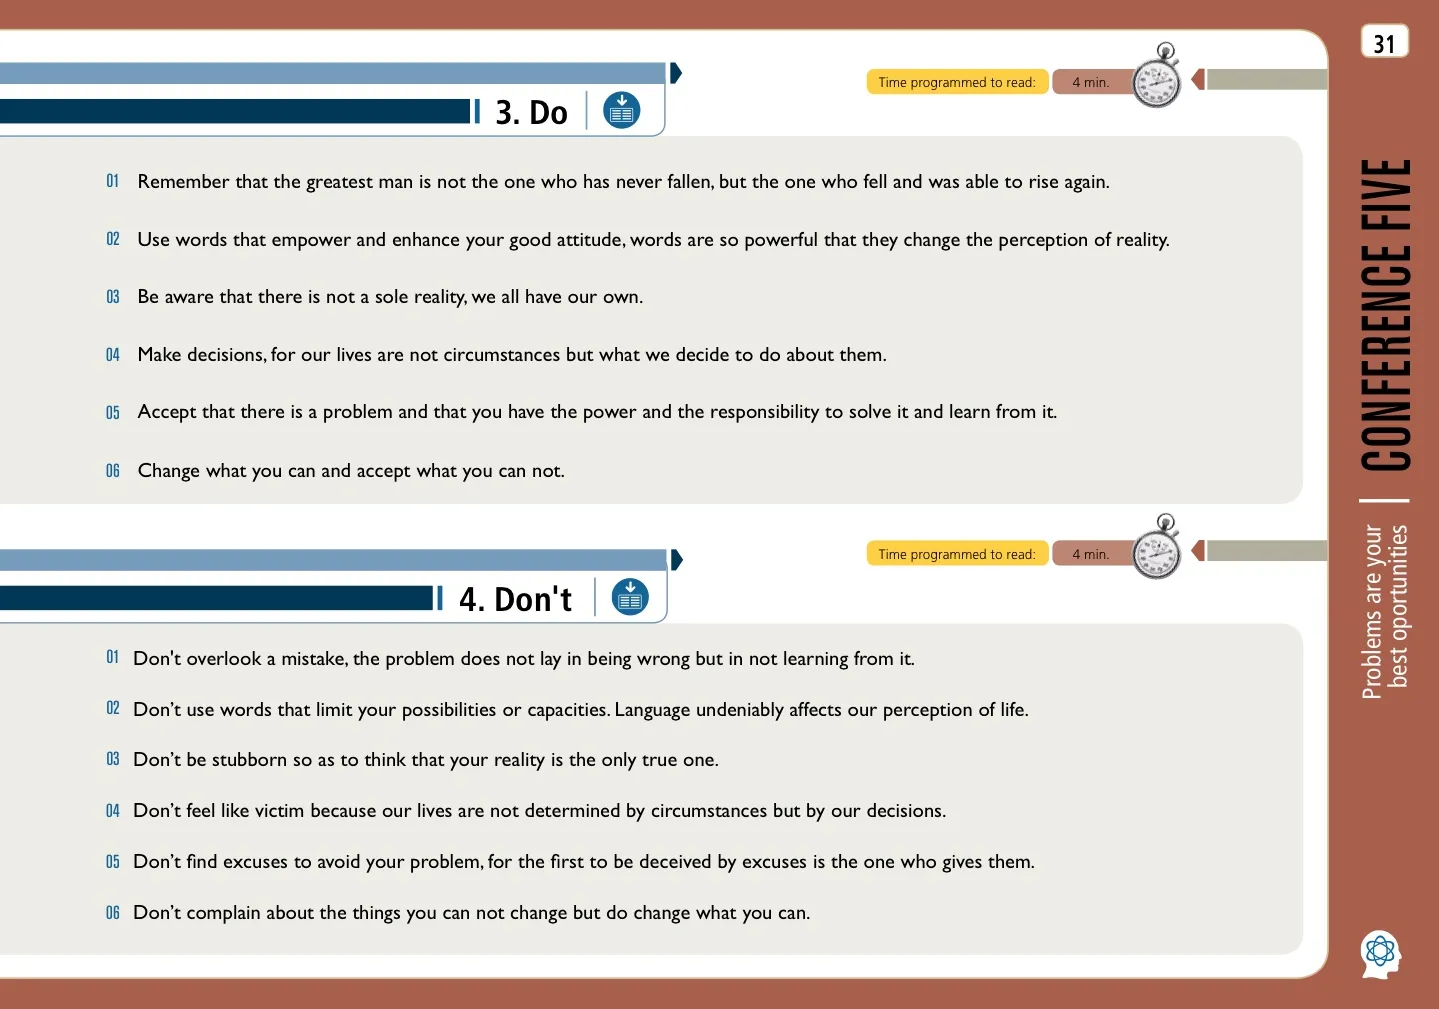 31
Time programmed to read: 4 min.
3. Do
01 Remember that the greatest man is not the one who has never fallen, but the one who fell and was able to rise again.
02 Use words that empower and enhance your good attitude, words are so powerful that they change the perception of reality.
03 Be aware that there is not a sole reality, we all have our own.
04 Make decisions, for our lives are not circumstances but what we decide to do about them.
05 Accept that there is a problem and that you have the power and the responsibility to solve it and learn from it.
06 Change what you can and accept what you can not.
Time programmed to read: 4 min.
4. Don't
01 Don't overlook a mistake, the problem does not lay in being wrong but in not learning from it.
02 Don’t use words that limit your possibilities or capacities. Language undeniably affects our perception of life.
03 Don’t be stubborn so as to think that your reality is the only true one.
04 Don’t feel like victim because our lives are not determined by circumstances but by our decisions.
05 Don’t find excuses to avoid your problem, for the first to be deceived by excuses is the one who gives them.
06 Don’t complain about the things you can not change but do change what you can.
CONFERENCE FIVE
Problems are your
best oportunities